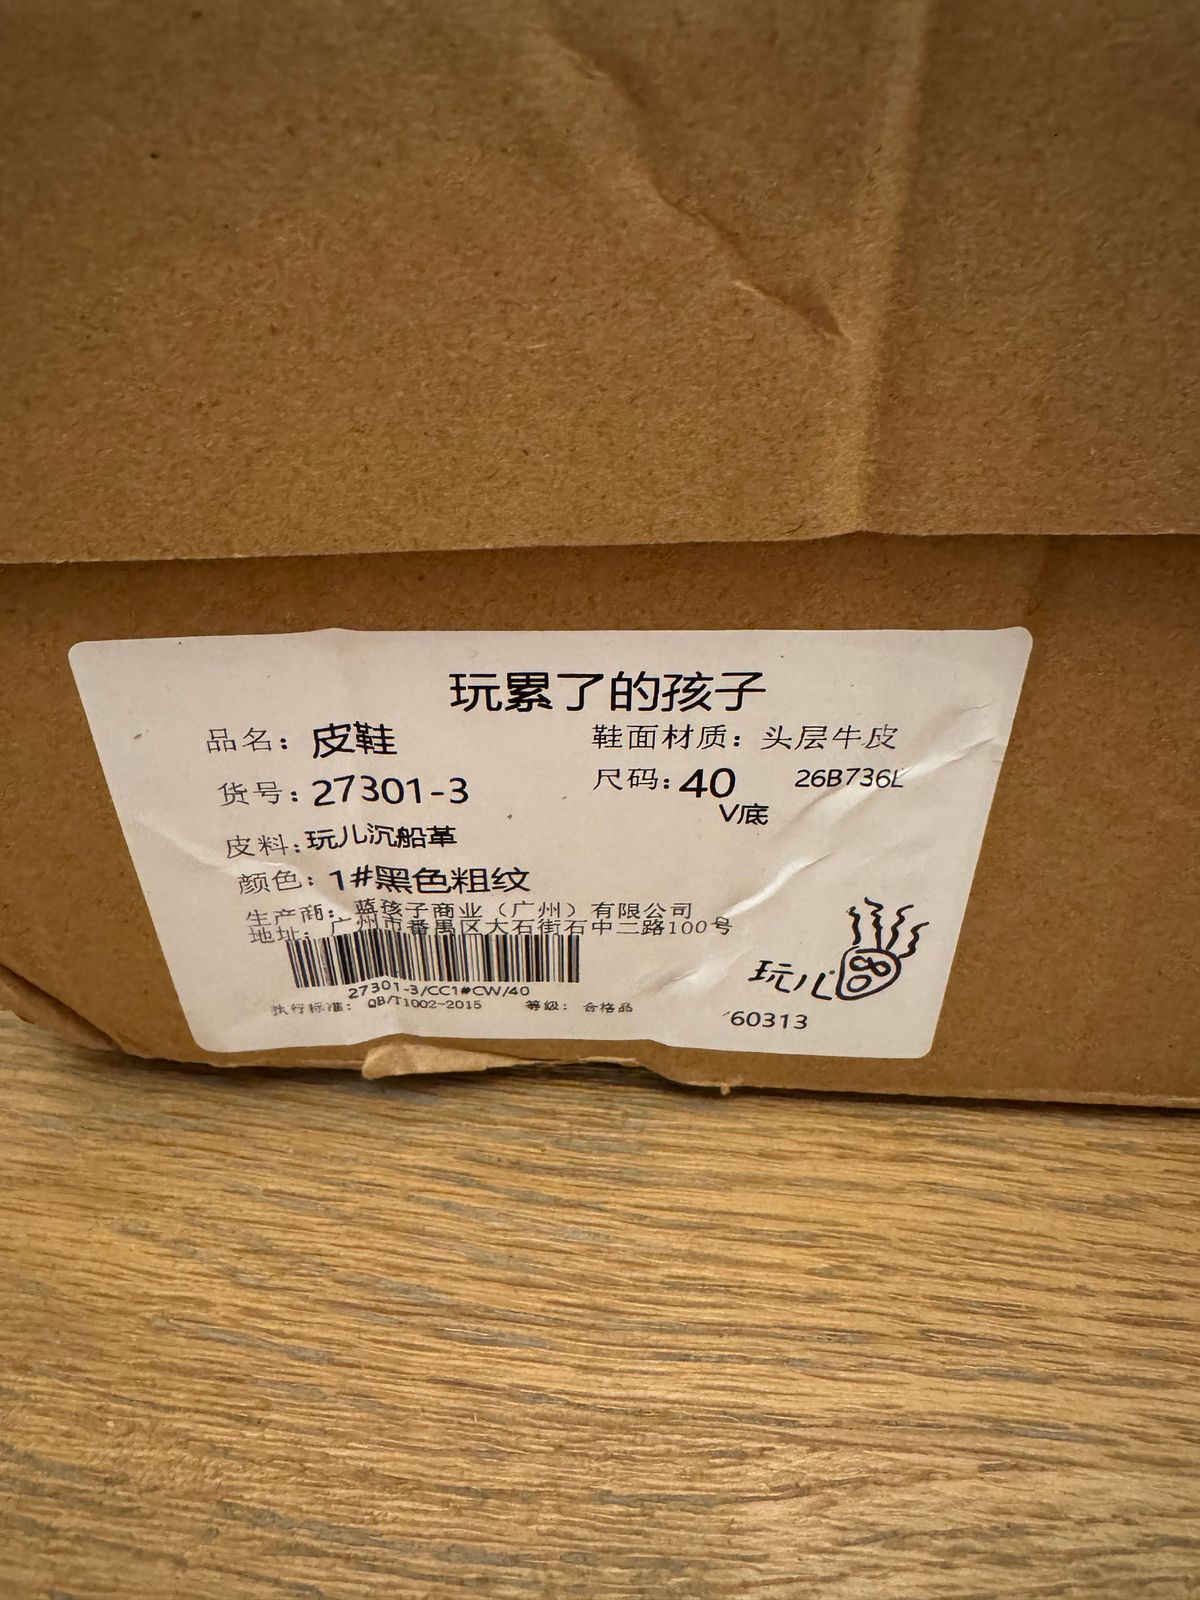 玩累了的孩子
品名：皮鞋 鞋面材质：头层牛皮
货号：27301-3 尺码：40 26B736L
V底
皮料：玩儿沉船革
颜色：1#黑色粗纹
生产商：蓝孩子商业（广州）有限公司
地址：广州市番禺区大石街石中二路100号
27301-3/CC1#CW/40
执行标准：QB/T1002-2015 等级：合格品
玩儿
60313